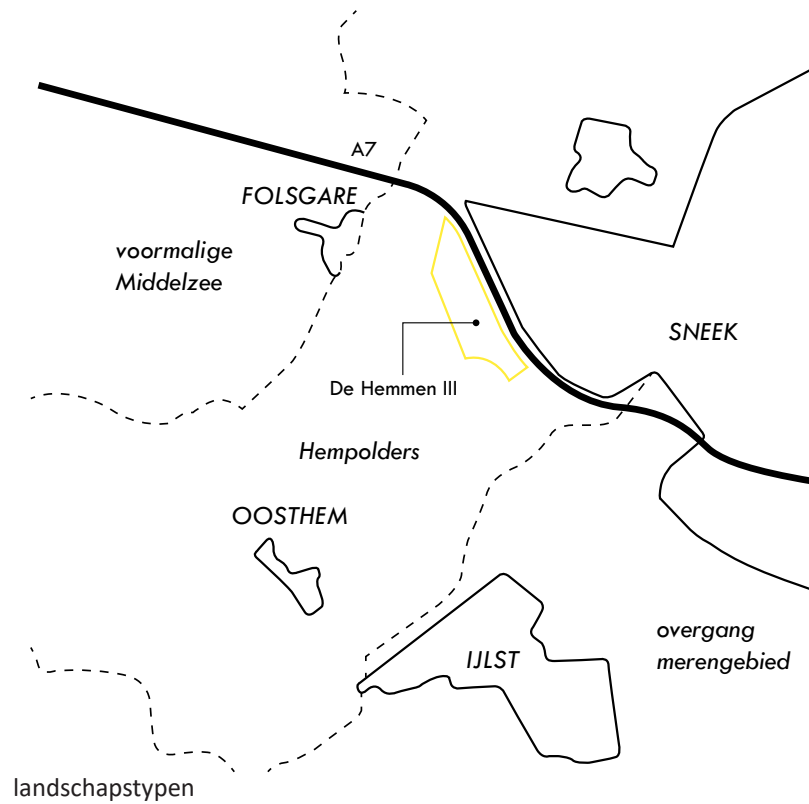 A7
FOLSGARE
voormalige
Middelzee
SNEEK
De Hemmen III
Hempolders
OOSTHEM
overgang
merengebied
IJLST
landschapstypen